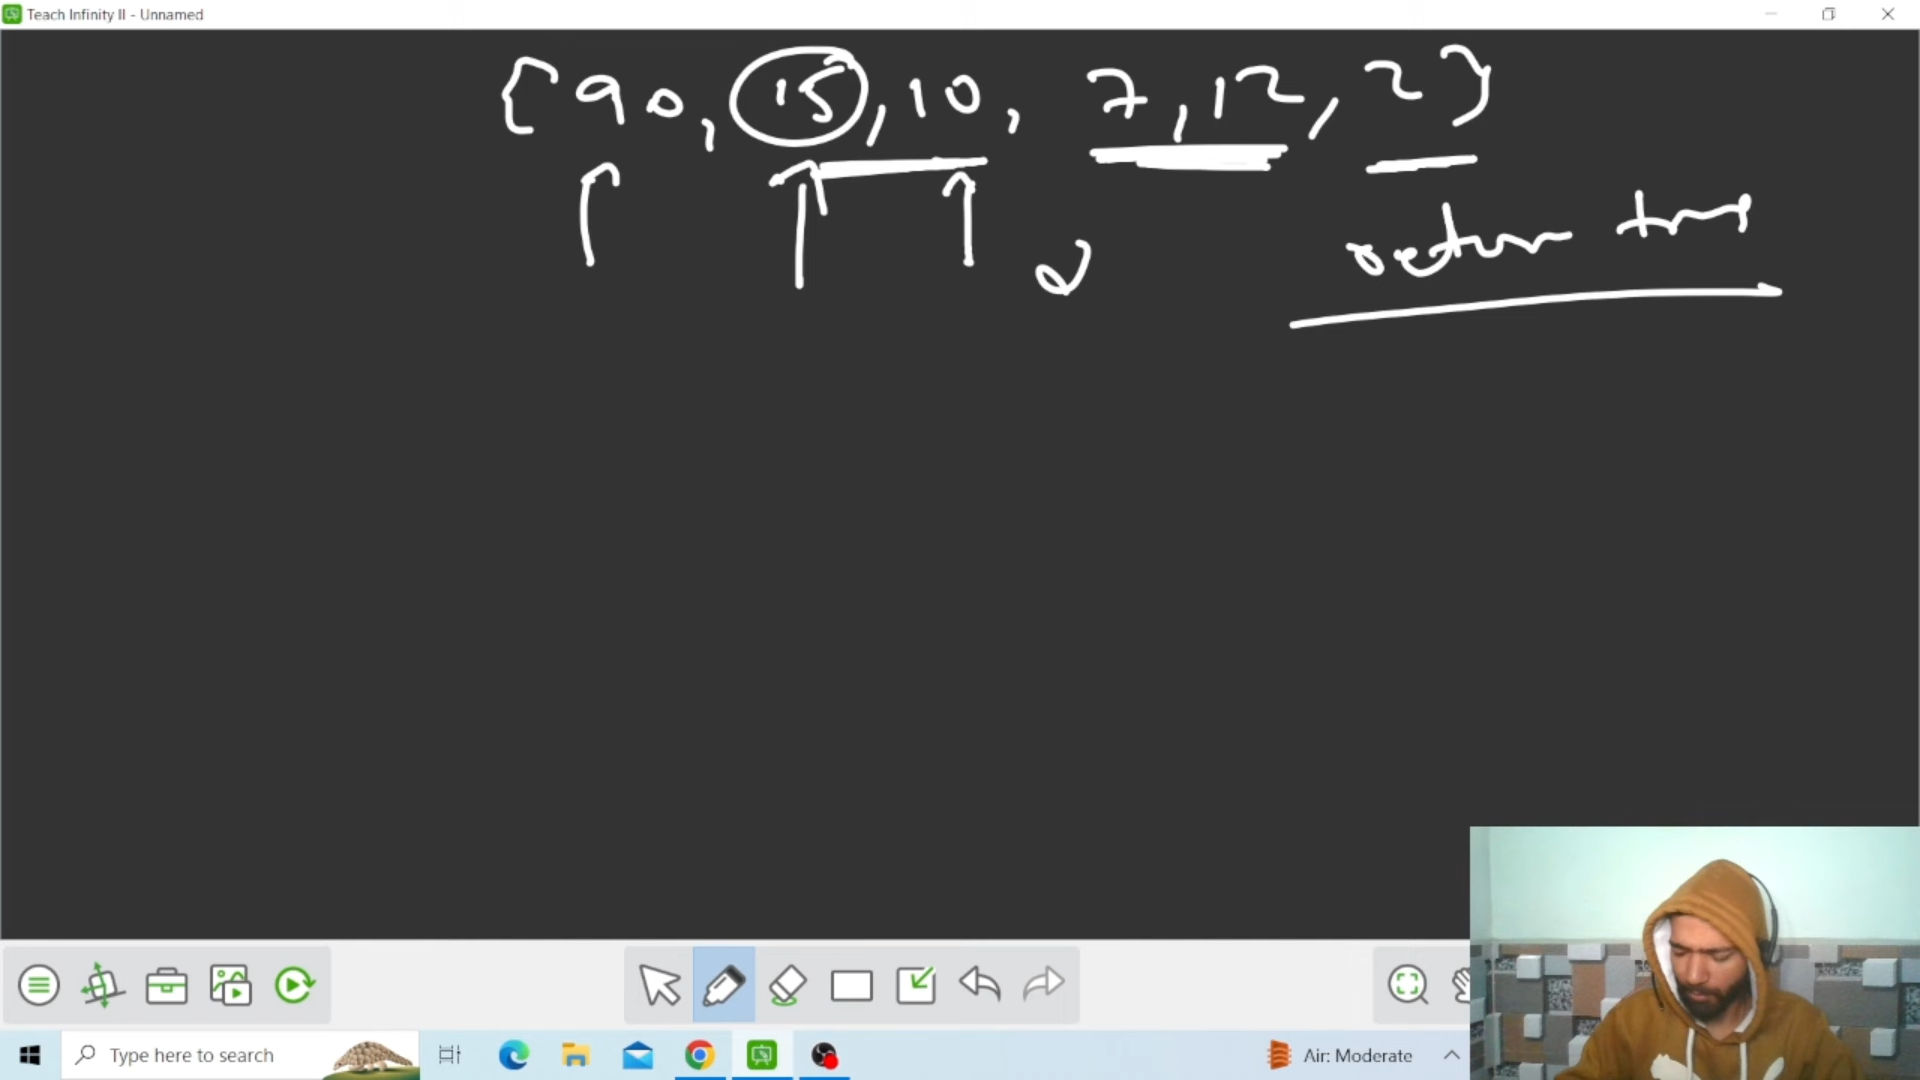 Teach Infinity II - Unnamed
{90, 15, 10, 7, 12, 2}
return true
Type here to search
Air: Moderate